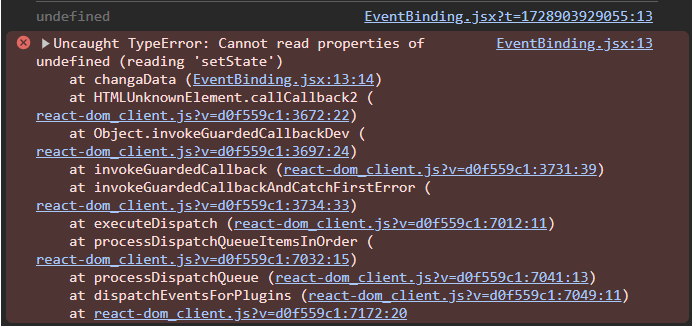 undefined EventBinding.jsx?t=1728903929055:13
▶Uncaught TypeError: Cannot read properties of EventBinding.jsx:13
undefined (reading 'setState')
at changaData (EventBinding.jsx:13:14)
at HTMLUnknownElement.callCallback2 (
react-dom_client.js?v=d0f559c1:3672:22)
at Object.invokeGuardedCallbackDev (
react-dom_client.js?v=d0f559c1:3697:24)
at invokeGuardedCallback (react-dom_client.js?v=d0f559c1:3731:39)
at invokeGuardedCallbackAndCatchFirstError (
react-dom_client.js?v=d0f559c1:3734:33)
at executeDispatch (react-dom_client.js?v=d0f559c1:7012:11)
at processDispatchQueueItemsInOrder (
react-dom_client.js?v=d0f559c1:7032:15)
at processDispatchQueue (react-dom_client.js?v=d0f559c1:7041:13)
at dispatchEventsForPlugins (react-dom_client.js?v=d0f559c1:7049:11)
at react-dom_client.js?v=d0f559c1:7172:20